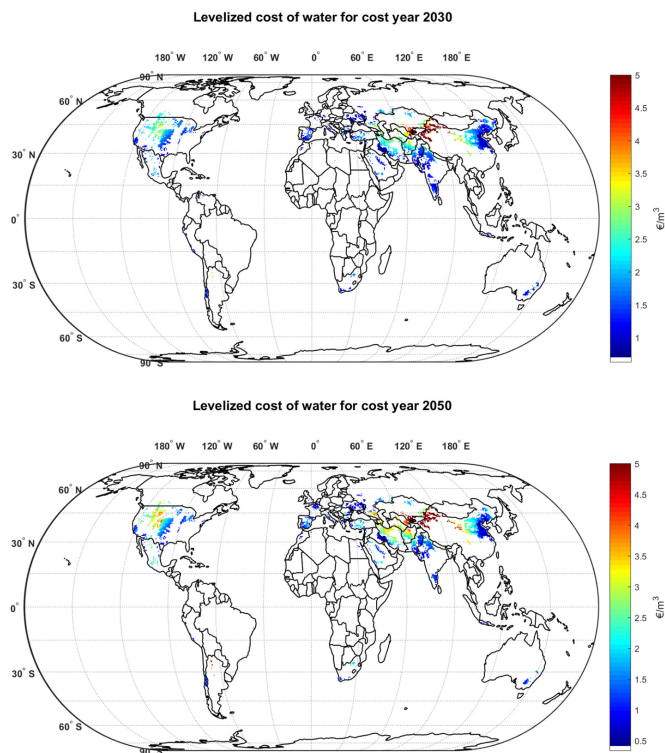 Levelized cost of water for cost year 2030
180° W 120° W 0° 60° E 120° E 180° E
90° N
60° N
30° N
0°
30° S
60° S
90° S
5
4.5
4
3.5
3
2.5
2
1.5
1
€/m³
Levelized cost of water for cost year 2050
180° W 120° W 0° 60° E 120° E 180° E
90° N
60° N
30° N
0°
30° S
60° S
5
4.5
4
3.5
3
2.5
2
1.5
1
0.5
€/m³